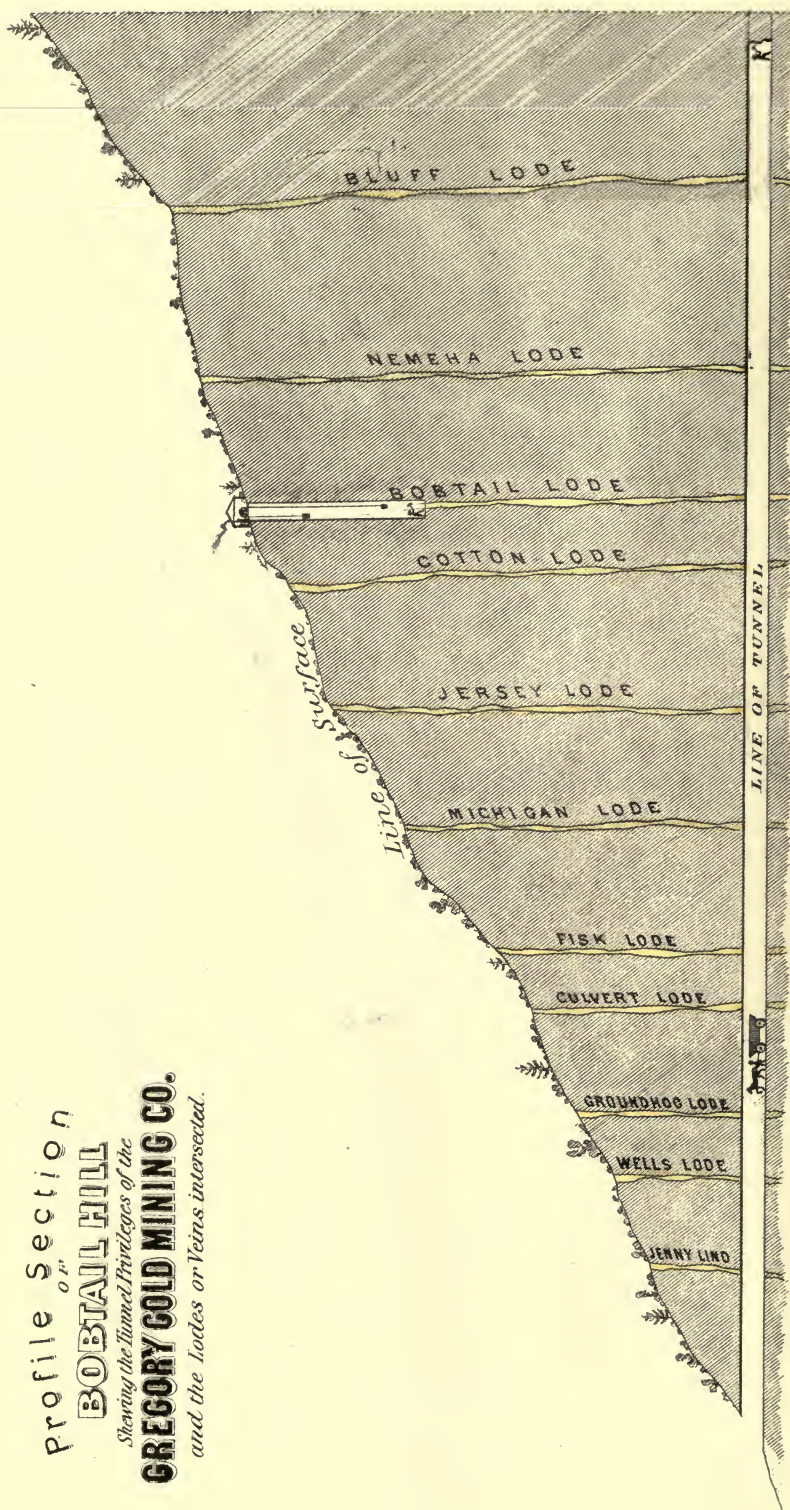 Profile Section
OF
BOBTAIL HILL
Shewing the Tunnel Privileges of the
GREGORY GOLD MINING CO.
and the Lodes or Veins intersected.
Line of Surface
JENNY LIND
WELLS LODE
GROUNDHOG LODE
CULVERT LODE
FISK LODE
MICHIGAN LODE
JERSEY LODE
COTTON LODE
BOBTAIL LODE
NEMEHA LODE
BLUFF LODE
LINE OF TUNNEL